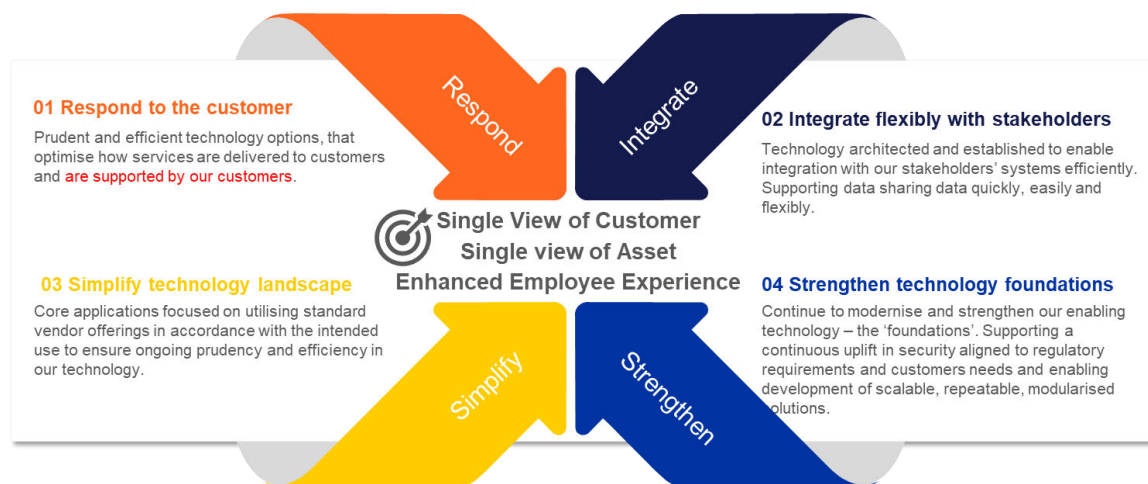 Respond
Integrate
01 Respond to the customer
Prudent and efficient technology options, that
optimise how services are delivered to customers
and are supported by our customers.
02 Integrate flexibly with stakeholders
Technology architected and established to enable
integration with our stakeholders' systems efficiently.
Supporting data sharing data quickly, easily and
flexibly.
Single View of Customer
Single view of Asset
Enhanced Employee Experience
03 Simplify technology landscape
Core applications focused on utilising standard
vendor offerings in accordance with the intended
use to ensure ongoing prudency and efficiency in
our technology.
04 Strengthen technology foundations
Continue to modernise and strengthen our enabling
technology – the ‘foundations’. Supporting a
continuous uplift in security aligned to regulatory
requirements and customers needs and enabling
development of scalable, repeatable, modularised
solutions.
Simplify
Strengthen